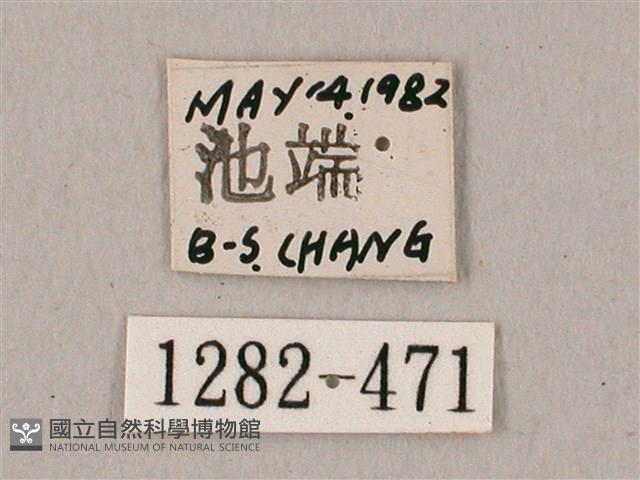 MAY'4.1982
池端
B-S. CHANG
1282-471
國立自然科學博物館
NATIONAL MUSEUM OF NATURAL SCIENCE